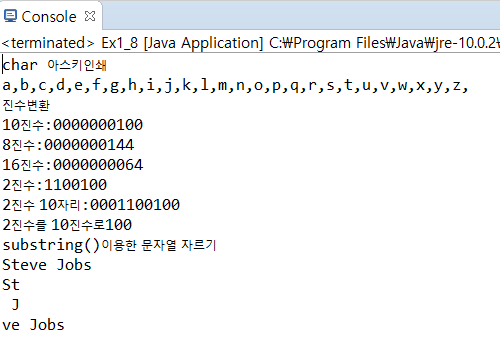 Console
<terminated> Ex1_8 [Java Application] C:₩Program Files₩Java₩jre-10.0.2₩
char 아스키인쇄
a,b,c,d,e,f,g,h,i,j,k,l,m,n,o,p,q,r,s,t,u,v,w,x,y,z,
진수변환
10진수:0000000100
8진수:0000000144
16진수:0000000064
2진수:1100100
2진수 10자리:0001100100
2진수를 10진수로100
substring()이용한 문자열 자르기
Steve Jobs
St
 J
ve Jobs